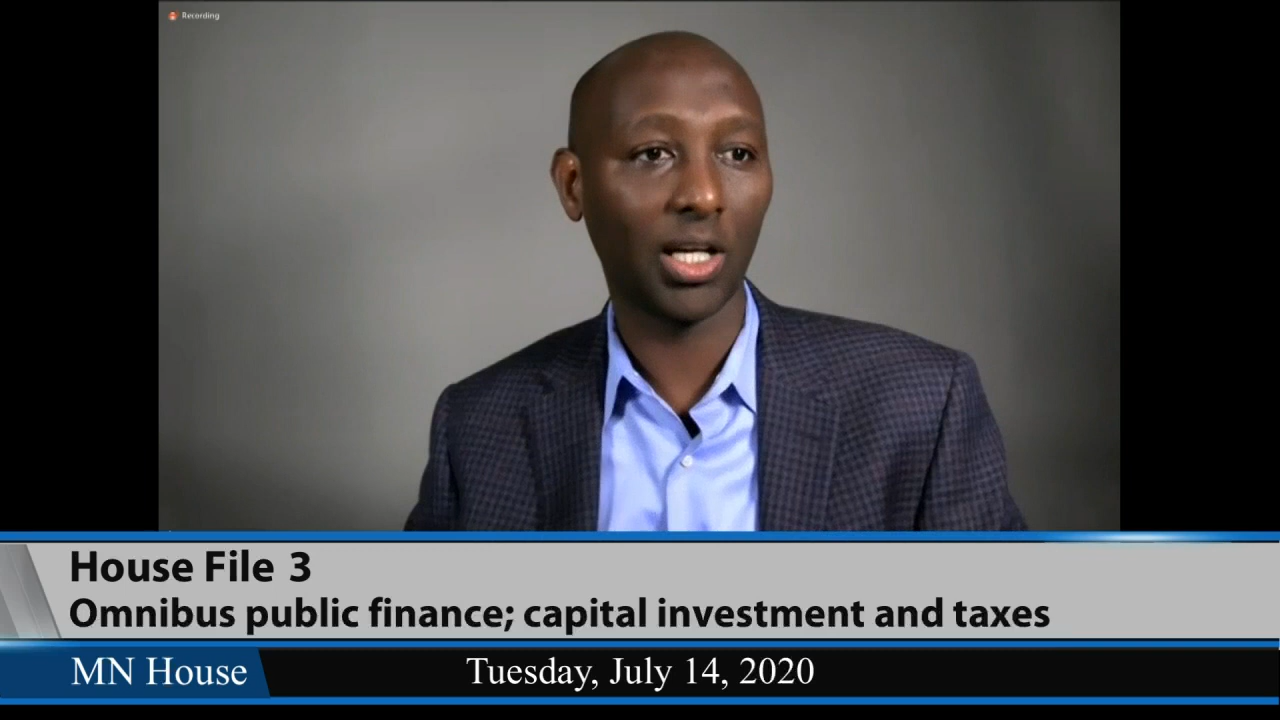 Recording
House File 3
Omnibus public finance; capital investment and taxes
MN House
Tuesday, July 14, 2020